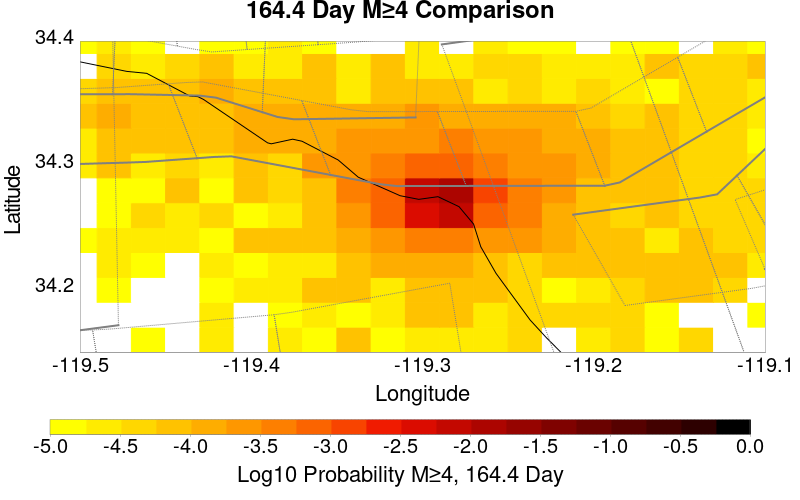 164.4 Day M≥4 Comparison
34.4
34.3
34.2
Latitude
-119.5 -119.4 -119.3 -119.2 -119.1
Longitude
-5.0 -4.5 -4.0 -3.5 -3.0 -2.5 -2.0 -1.5 -1.0 -0.5 0.0
Log10 Probability M≥4, 164.4 Day